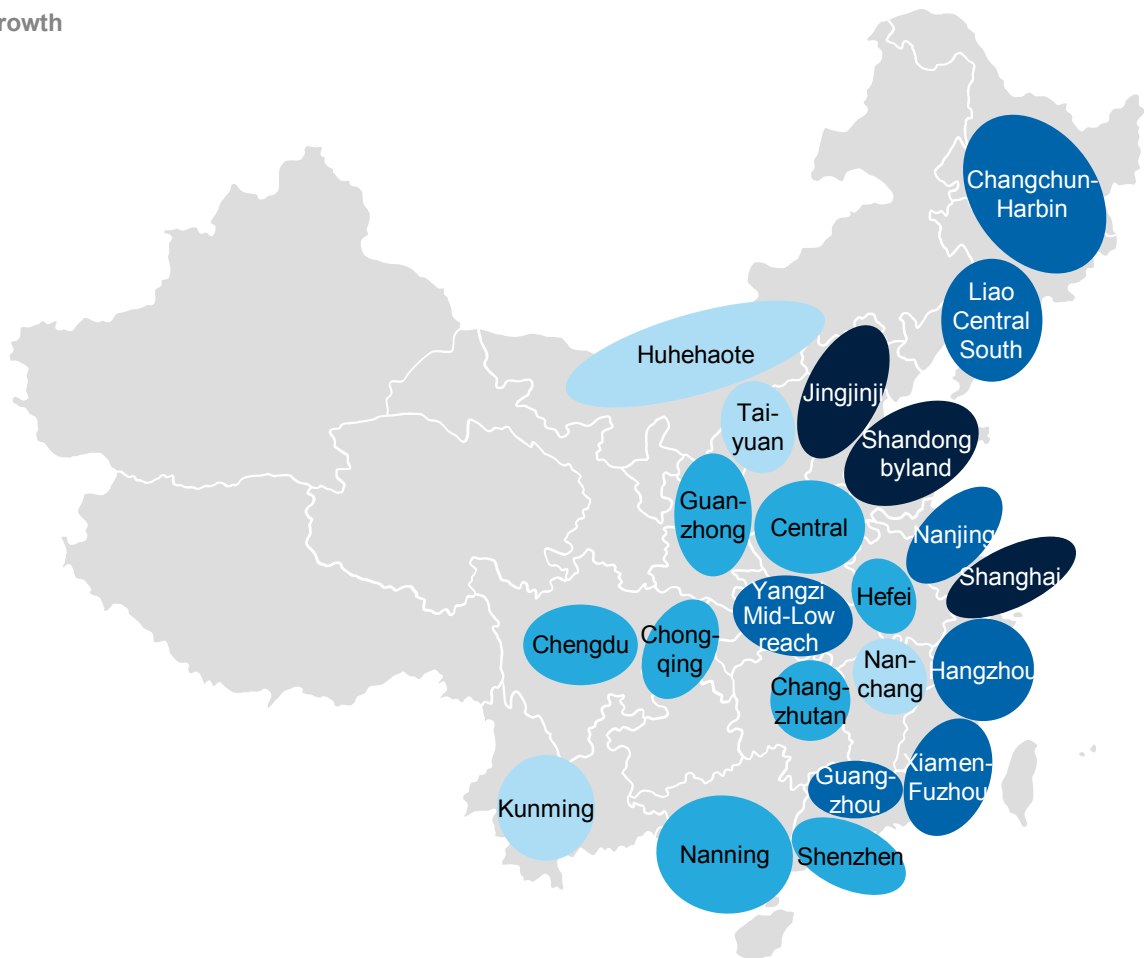 rowth
Changchun-
Harbin
Liao
Central
South
Huhehaote
Jingjinji
Tai-
yuan
Shandong
byland
Guan-
zhong
Central
Nanjing
Shanghai
Hefei
Yangzi
Mid-Low
reach
Chengdu
Chong-
qing
Nan-
chang
Hangzhou
Chang-
zhutan
Xiamen-
Fuzhou
Guang-
zhou
Kunming
Nanning
Shenzhen